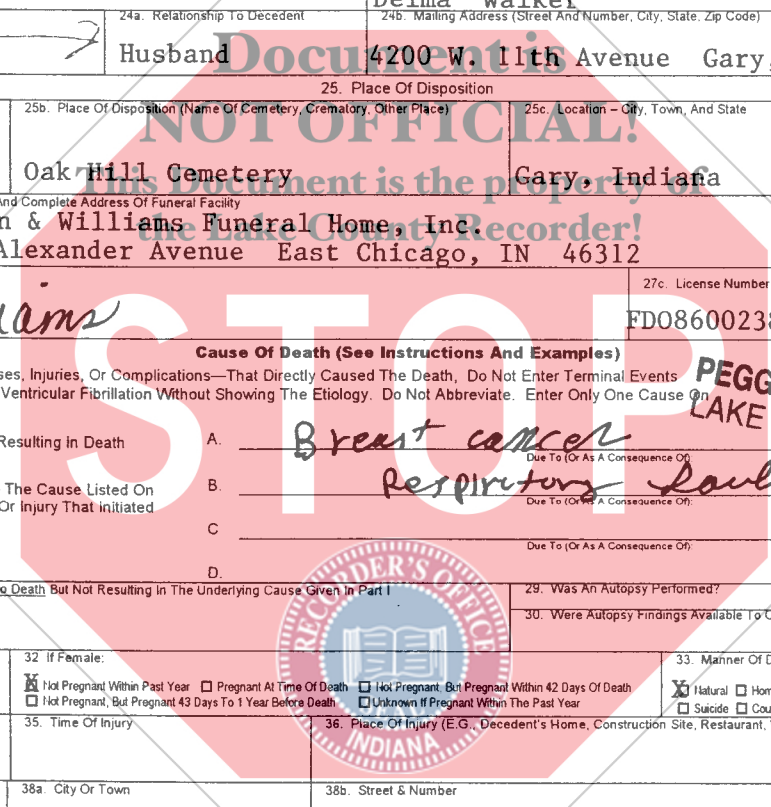 Delma Walker
24a. Relationship To Decedent 24b. Mailing Address (Street And Number, City, State, Zip Code)
Document is
Husband 4200 W. 11th Avenue Gary,
25. Place Of Disposition
25b. Place Of Disposition (Name Of Cemetery, Crematory, Other Place) 25c. Location – City, Town, And State
NOT OFFICIAL!
Oak Hill Cemetery Gary, Indiana
This Document is the property of
And Complete Address Of Funeral Facility
n & Williams Funeral Home, Inc.
the Lake County Recorder!
Alexander Avenue East Chicago, IN 46312
27c. License Number
iams FDO8600238
STOP
Cause Of Death (See Instructions And Examples)
ses, Injuries, Or Complications—That Directly Caused The Death, Do Not Enter Terminal Events PEGG
Ventricular Fibrillation Without Showing The Etiology. Do Not Abbreviate. Enter Only One Cause On LAKE
Resulting in Death A. Breast cancer
Due To (Or As A Consequence Of):
The Cause Listed On B. Respiritory
Or Injury That Initiated Due To (Or As A Consequence Of):
C
Due To (Or As A Consequence Of):
D.
o Death But Not Resulting In The Underlying Cause Given In Part I 29. Was An Autopsy Performed?
30. Were Autopsy Findings Available To C
RECORDER'S OFFICE
32 If Female: 33. Manner Of D
X Not Pregnant Within Past Year ☐ Pregnant At Time Of Death ☐ Not Pregnant, But Pregnant Within 42 Days Of Death X Natural ☐ Hom
☐ Not Pregnant, But Pregnant 43 Days To 1 Year Before Death ☐ Unknown If Pregnant Within The Past Year ☐ Suicide ☐ Cou
SEAL
35. Time Of Injury 36. Place Of Injury (E.G., Decedent's Home, Construction Site, Restaurant,
INDIANA
38a. City Or Town 38b. Street & Number